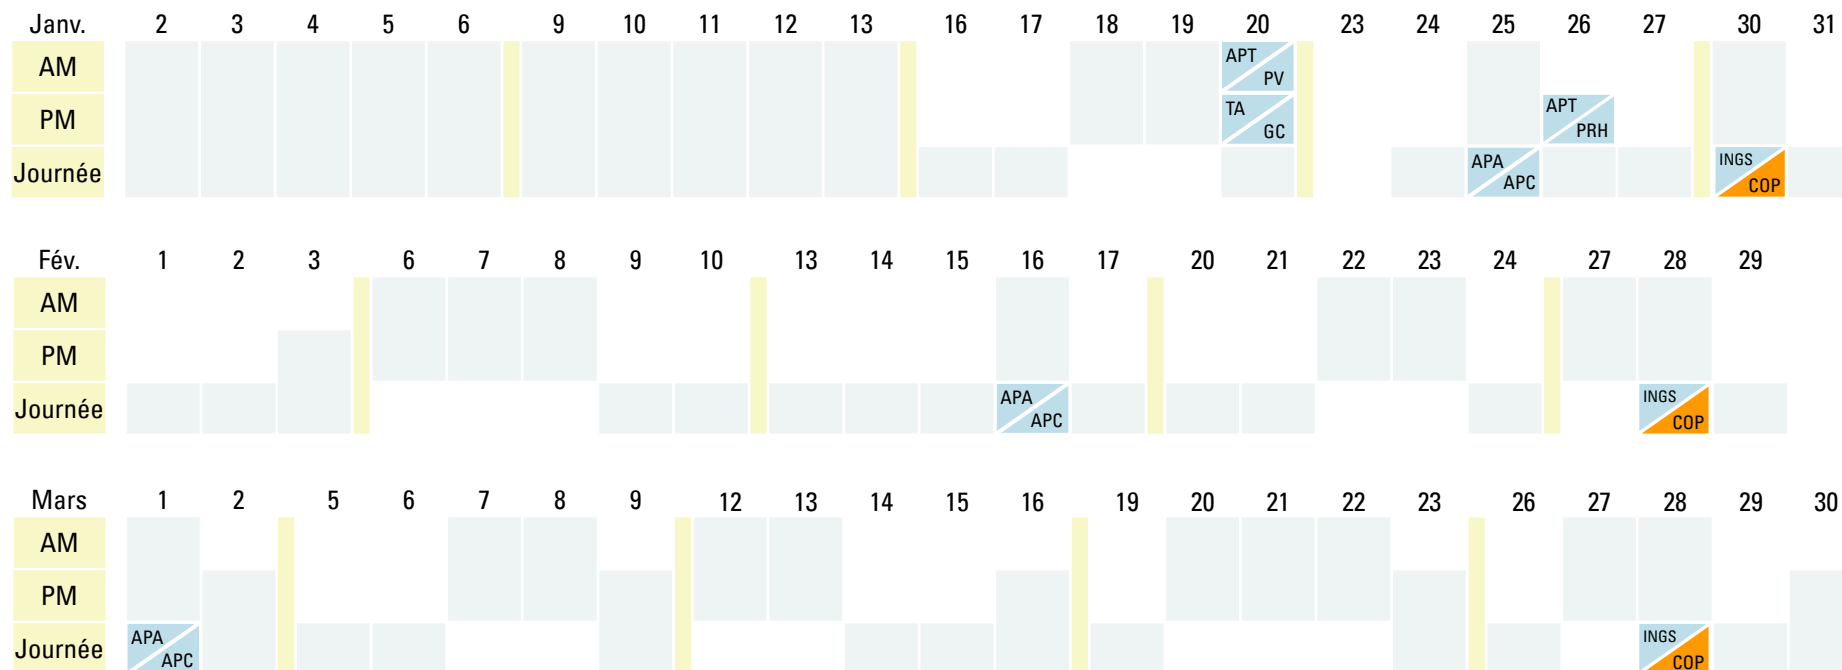 Janv. 2 3 4 5 6 9 10 11 12 13 16 17 18 19 20 23 24 25 26 27 30 31
AM APT PV
PM TA GC APT PRH
Journée APA APC INGS COP
Fév. 1 2 3 6 7 8 9 10 13 14 15 16 17 20 21 22 23 24 27 28 29
AM
PM
Journée APA APC INGS COP
Mars 1 2 5 6 7 8 9 12 13 14 15 16 19 20 21 22 23 26 27 28 29 30
AM
PM
Journée APA APC INGS COP